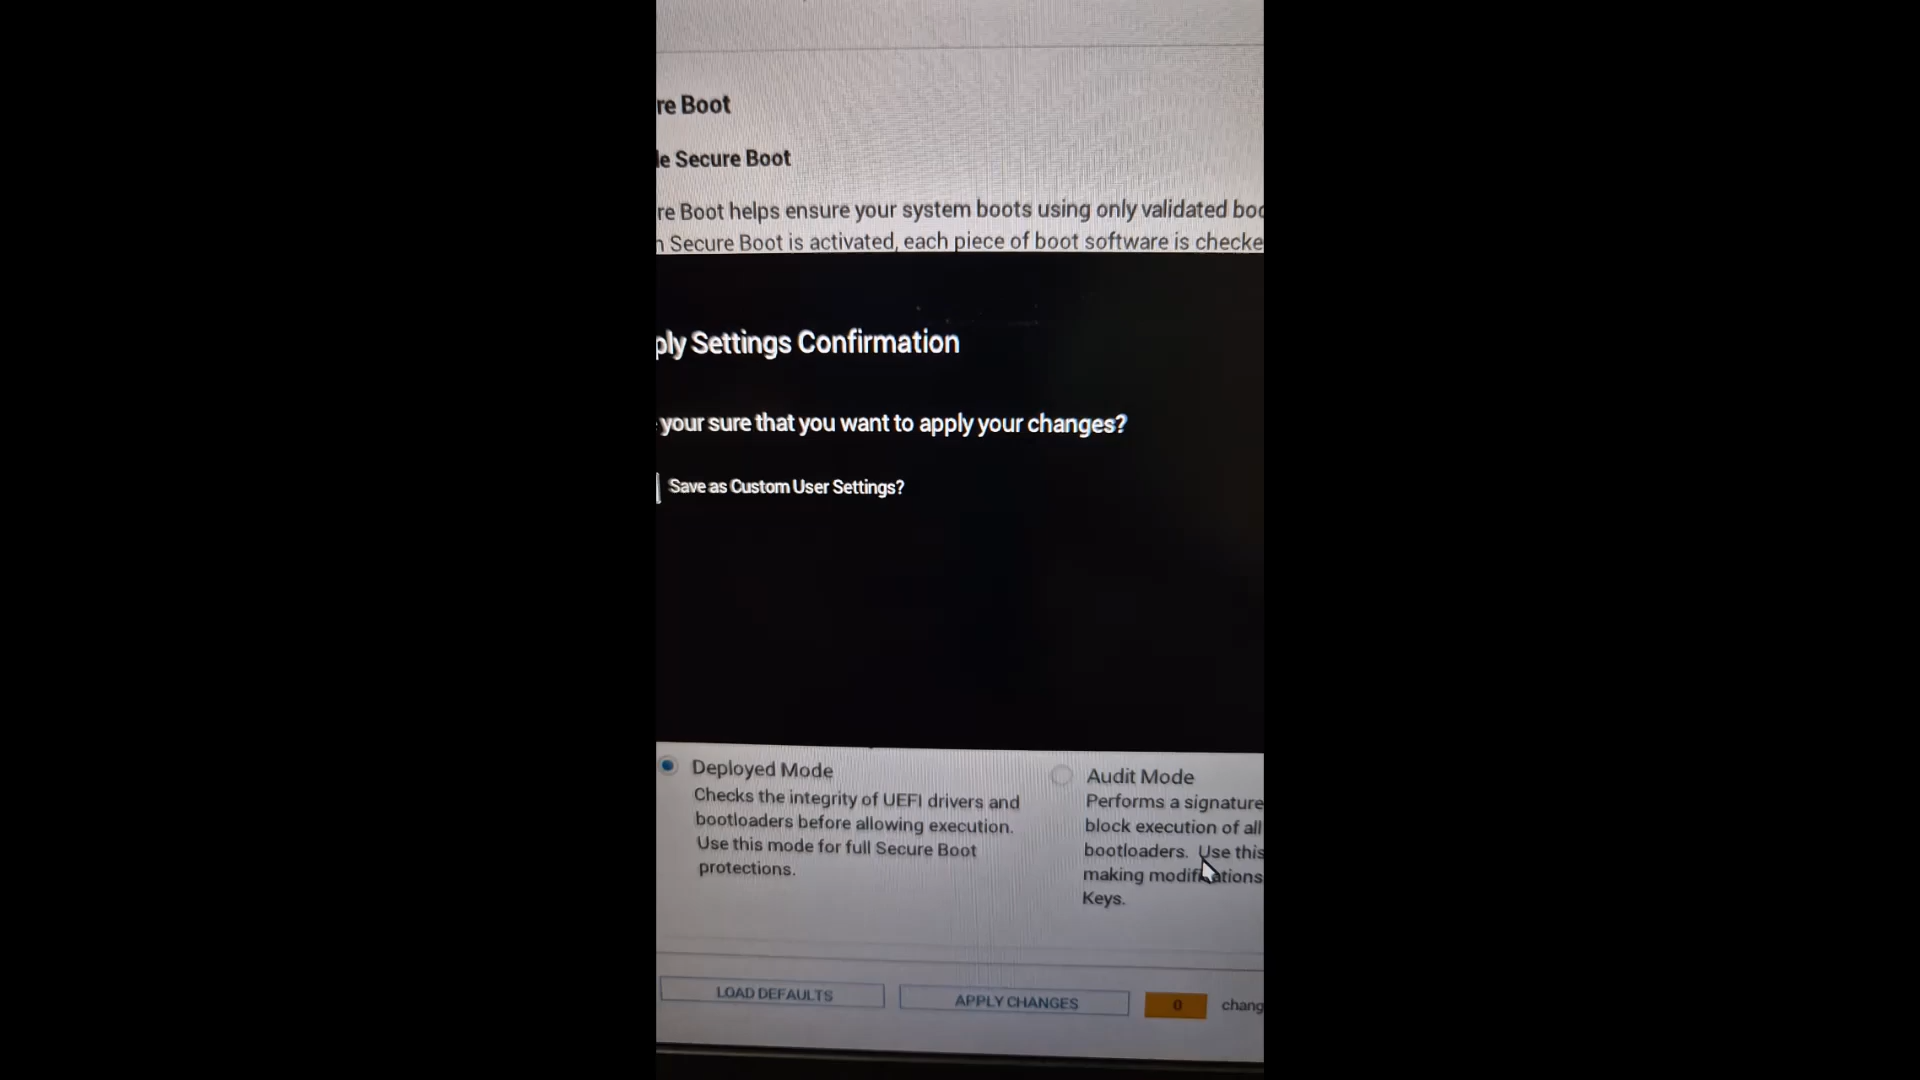 re Boot
le Secure Boot
re Boot helps ensure your system boots using only validated boo
n Secure Boot is activated, each piece of boot software is checke
ply Settings Confirmation
your sure that you want to apply your changes?
Save as Custom User Settings?
Deployed Mode
Checks the integrity of UEFI drivers and
bootloaders before allowing execution.
Use this mode for full Secure Boot
protections.
Audit Mode
Performs a signature
block execution of all
bootloaders. Use this
making modifications
Keys.
LOAD DEFAULTS
APPLY CHANGES
0
chang